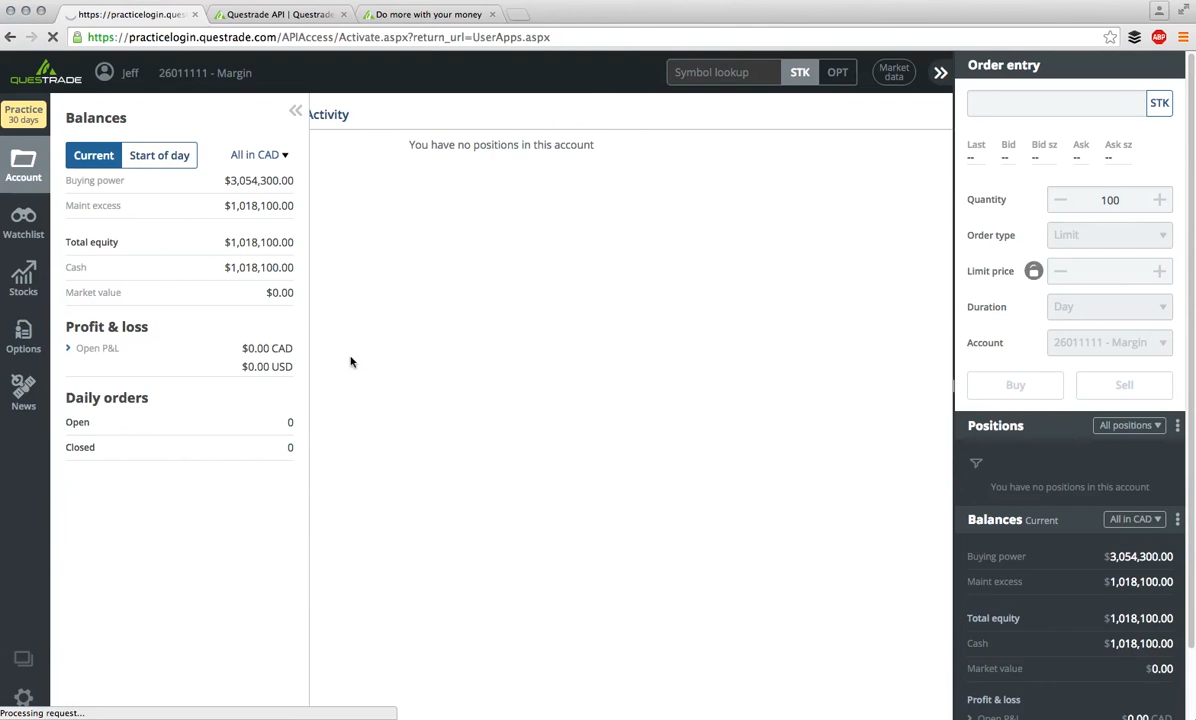 https://practicelogin.ques
Questrade API | Questrade
Do more with your money
https://practicelogin.questrade.com/APIAccess/Activate.aspx?return_url=UserApps.aspx
ABP
QUESTRADE
Jeff
26011111 - Margin
Symbol lookup
STK
OPT
Market
data
Practice
30 days
Account
Watchlist
Stocks
Options
News
Balances
Current
Start of day
All in CAD
Buying power
$3,054,300.00
Maint excess
$1,018,100.00
Total equity
$1,018,100.00
Cash
$1,018,100.00
Market value
$0.00
Profit & loss
Open P&L
$0.00 CAD
$0.00 USD
Daily orders
Open
0
Closed
0
Activity
You have no positions in this account
Order entry
STK
Last
Bid
Bid sz
Ask
Ask sz
--
--
--
--
--
Quantity
100
Order type
Limit
Limit price
Duration
Day
Account
26011111 - Margin
Buy
Sell
Positions
All positions
You have no positions in this account
Balances Current
All in CAD
Buying power
$3,054,300.00
Maint excess
$1,018,100.00
Total equity
$1,018,100.00
Cash
$1,018,100.00
Market value
$0.00
Profit & loss
Open P&L
$0.00 CAD
Processing request...